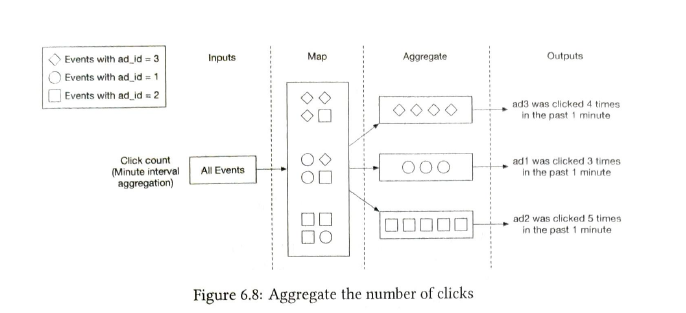 Events with ad_id = 3
Events with ad_id = 1
Events with ad_id = 2
Inputs
Map
Aggregate
Outputs
Click count
(Minute interval
aggregation)
All Events
ad3 was clicked 4 times
in the past 1 minute
ad1 was clicked 3 times
in the past 1 minute
ad2 was clicked 5 times
in the past 1 minute
Figure 6.8: Aggregate the number of clicks